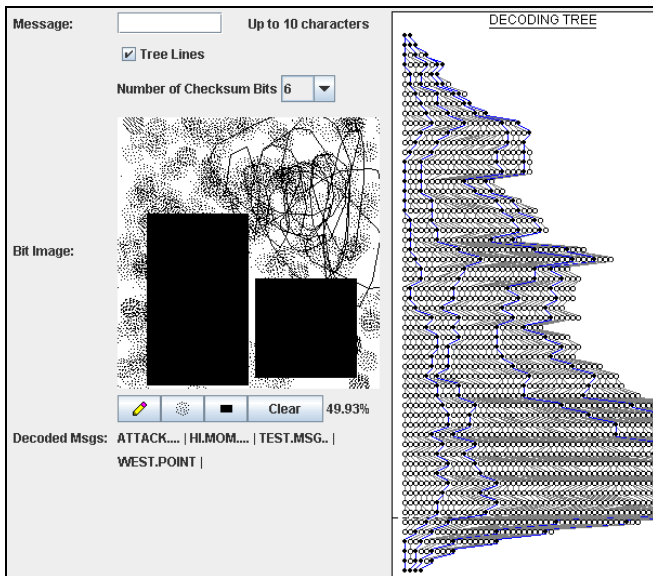 DECODING TREE
Message: Up to 10 characters
Tree Lines
Number of Checksum Bits 6
Bit Image:
Clear 49.93%
Decoded Msgs: ATTACK.... | HI.MOM.... | TEST.MSG.. |
WEST.POINT |